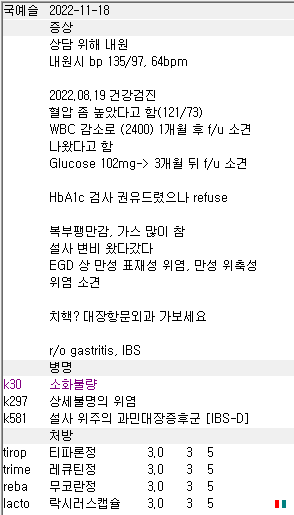 국예슬 2022-11-18
증상
상담 위해 내원
내원시 bp 135/97, 64bpm
2022,08,19 건강검진
혈압 좀 높았다고 함(121/73)
WBC 감소로 (2400) 1개월 후 f/u 소견
나왔다고 함
Glucose 102mg-> 3개월 뒤 f/u 소견
HbA1c 검사 권유드렸으나 refuse
복부팽만감, 가스 많이 참
설사 변비 왔다갔다
EGD 상 만성 표재성 위염, 만성 위축성
위염 소견
치핵? 대장항문외과 가보세요
r/o gastritis, IBS
병명
k30 소화불량
k297 상세불명의 위염
k581 설사 위주의 과민대장증후군 [IBS-D]
처방
tirop 티파론정 3.0 3 5
trime 레큐틴정 3.0 3 5
reba 무코란정 3.0 3 5
lacto 락시러스캡슐 3.0 3 5